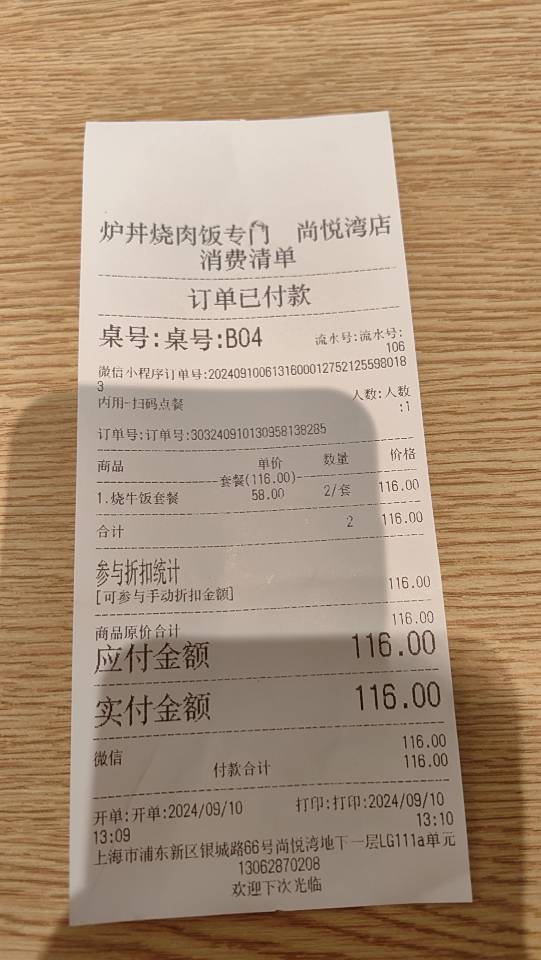 炉丼烧肉饭专门 尚悦湾店
消费清单
订单已付款
桌号:桌号:B04 流水号:流水号:
106
微信小程序订单号:2024091006131600012752125598018
3
内用-扫码点餐 人数:人数
:1
订单号:订单号:303240910130958138285
商品 单价 数量 价格
套餐(116.00)
1.烧牛饭套餐 58.00 2/套 116.00
合计 2 116.00
参与折扣统计
[可参与手动折扣金额] 116.00
商品原价合计 116.00
应付金额 116.00
实付金额 116.00
微信 116.00
付款合计 116.00
开单:开单:2024/09/10 打印:打印:2024/09/10
13:09 13:10
上海市浦东新区银城路66号尚悦湾地下一层LG111a单元
13062870208
欢迎下次光临